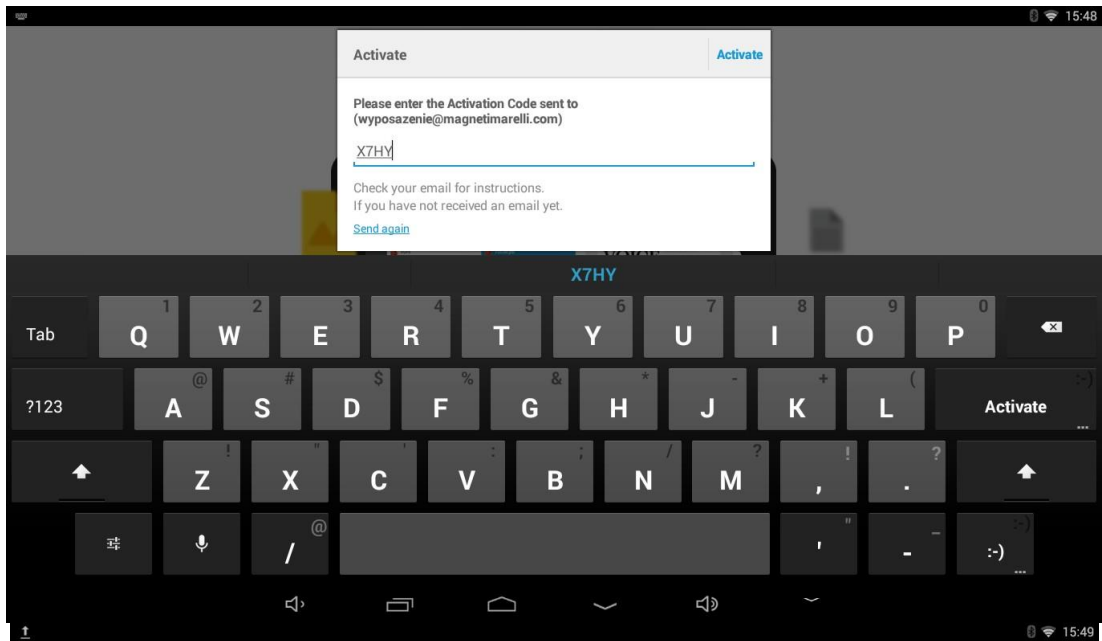 15:48
Activate Activate
Please enter the Activation Code sent to
(wyposazenie@magnetimarelli.com)
X7HY
Check your email for instructions.
If you have not received an email yet.
Send again
X7HY
1 2 3 4 5 6 7 8 9 0
Tab Q W E R T Y U I O P
@ # $ % & * - + ( :-)
?123 A S D F G H J K L Activate ...
! " ' : ; / ? ! ?
Z X C V B N M , .
@ " _ :-)
/ ' - :-) ...
15:49